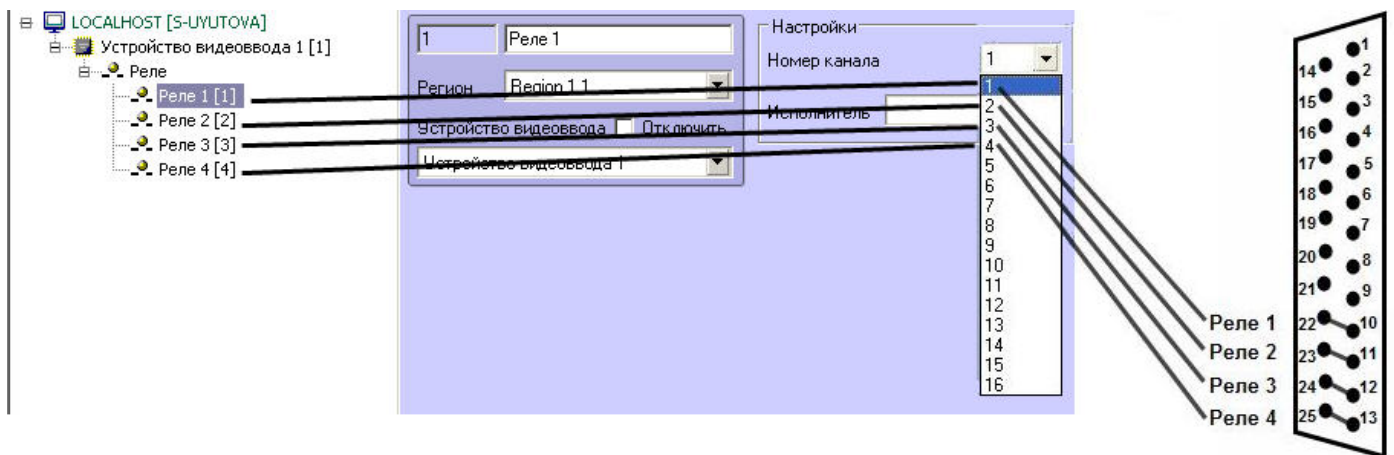 LOCALHOST [S-UYUTOVA]
Устройство видеоввода 1 [1]
Реле
Реле 1 [1]
Реле 2 [2]
Реле 3 [3]
Реле 4 [4]
1 Реле 1
Регион Region 1.1
Устройство видеоввода Отключить
Устройство видеоввода 1
Настройки
Номер канала 1
Исполнитель
1
2
3
4
5
6
7
8
9
10
11
12
13
14
15
16
Реле 1
Реле 2
Реле 3
Реле 4
1
14 2
15 3
16 4
17 5
18 6
19 7
20 8
21 9
22 10
23 11
24 12
25 13